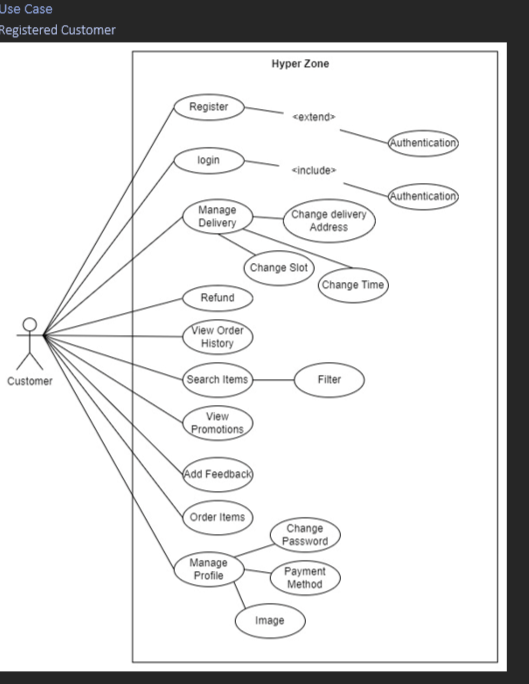 Use Case
Registered Customer
Hyper Zone
Register
<extend>
Authentication
login
<include>
Authentication
Manage
Delivery
Change delivery
Address
Change Slot
Change Time
Refund
View Order
History
Customer
Search Items
Filter
View
Promotions
Add Feedback
Order Items
Change
Password
Manage
Profile
Payment
Method
Image